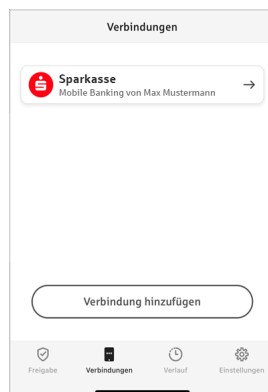 Verbindungen
Sparkasse
Mobile Banking von Max Mustermann
Verbindung hinzufügen
Freigabe
Verbindungen
Verlauf
Einstellungen